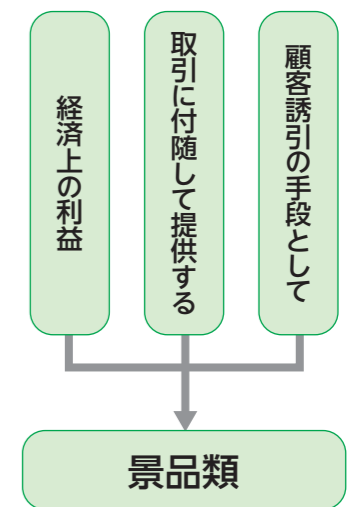 顧客誘引の手段として
取引に付随して提供する
経済上の利益
景品類